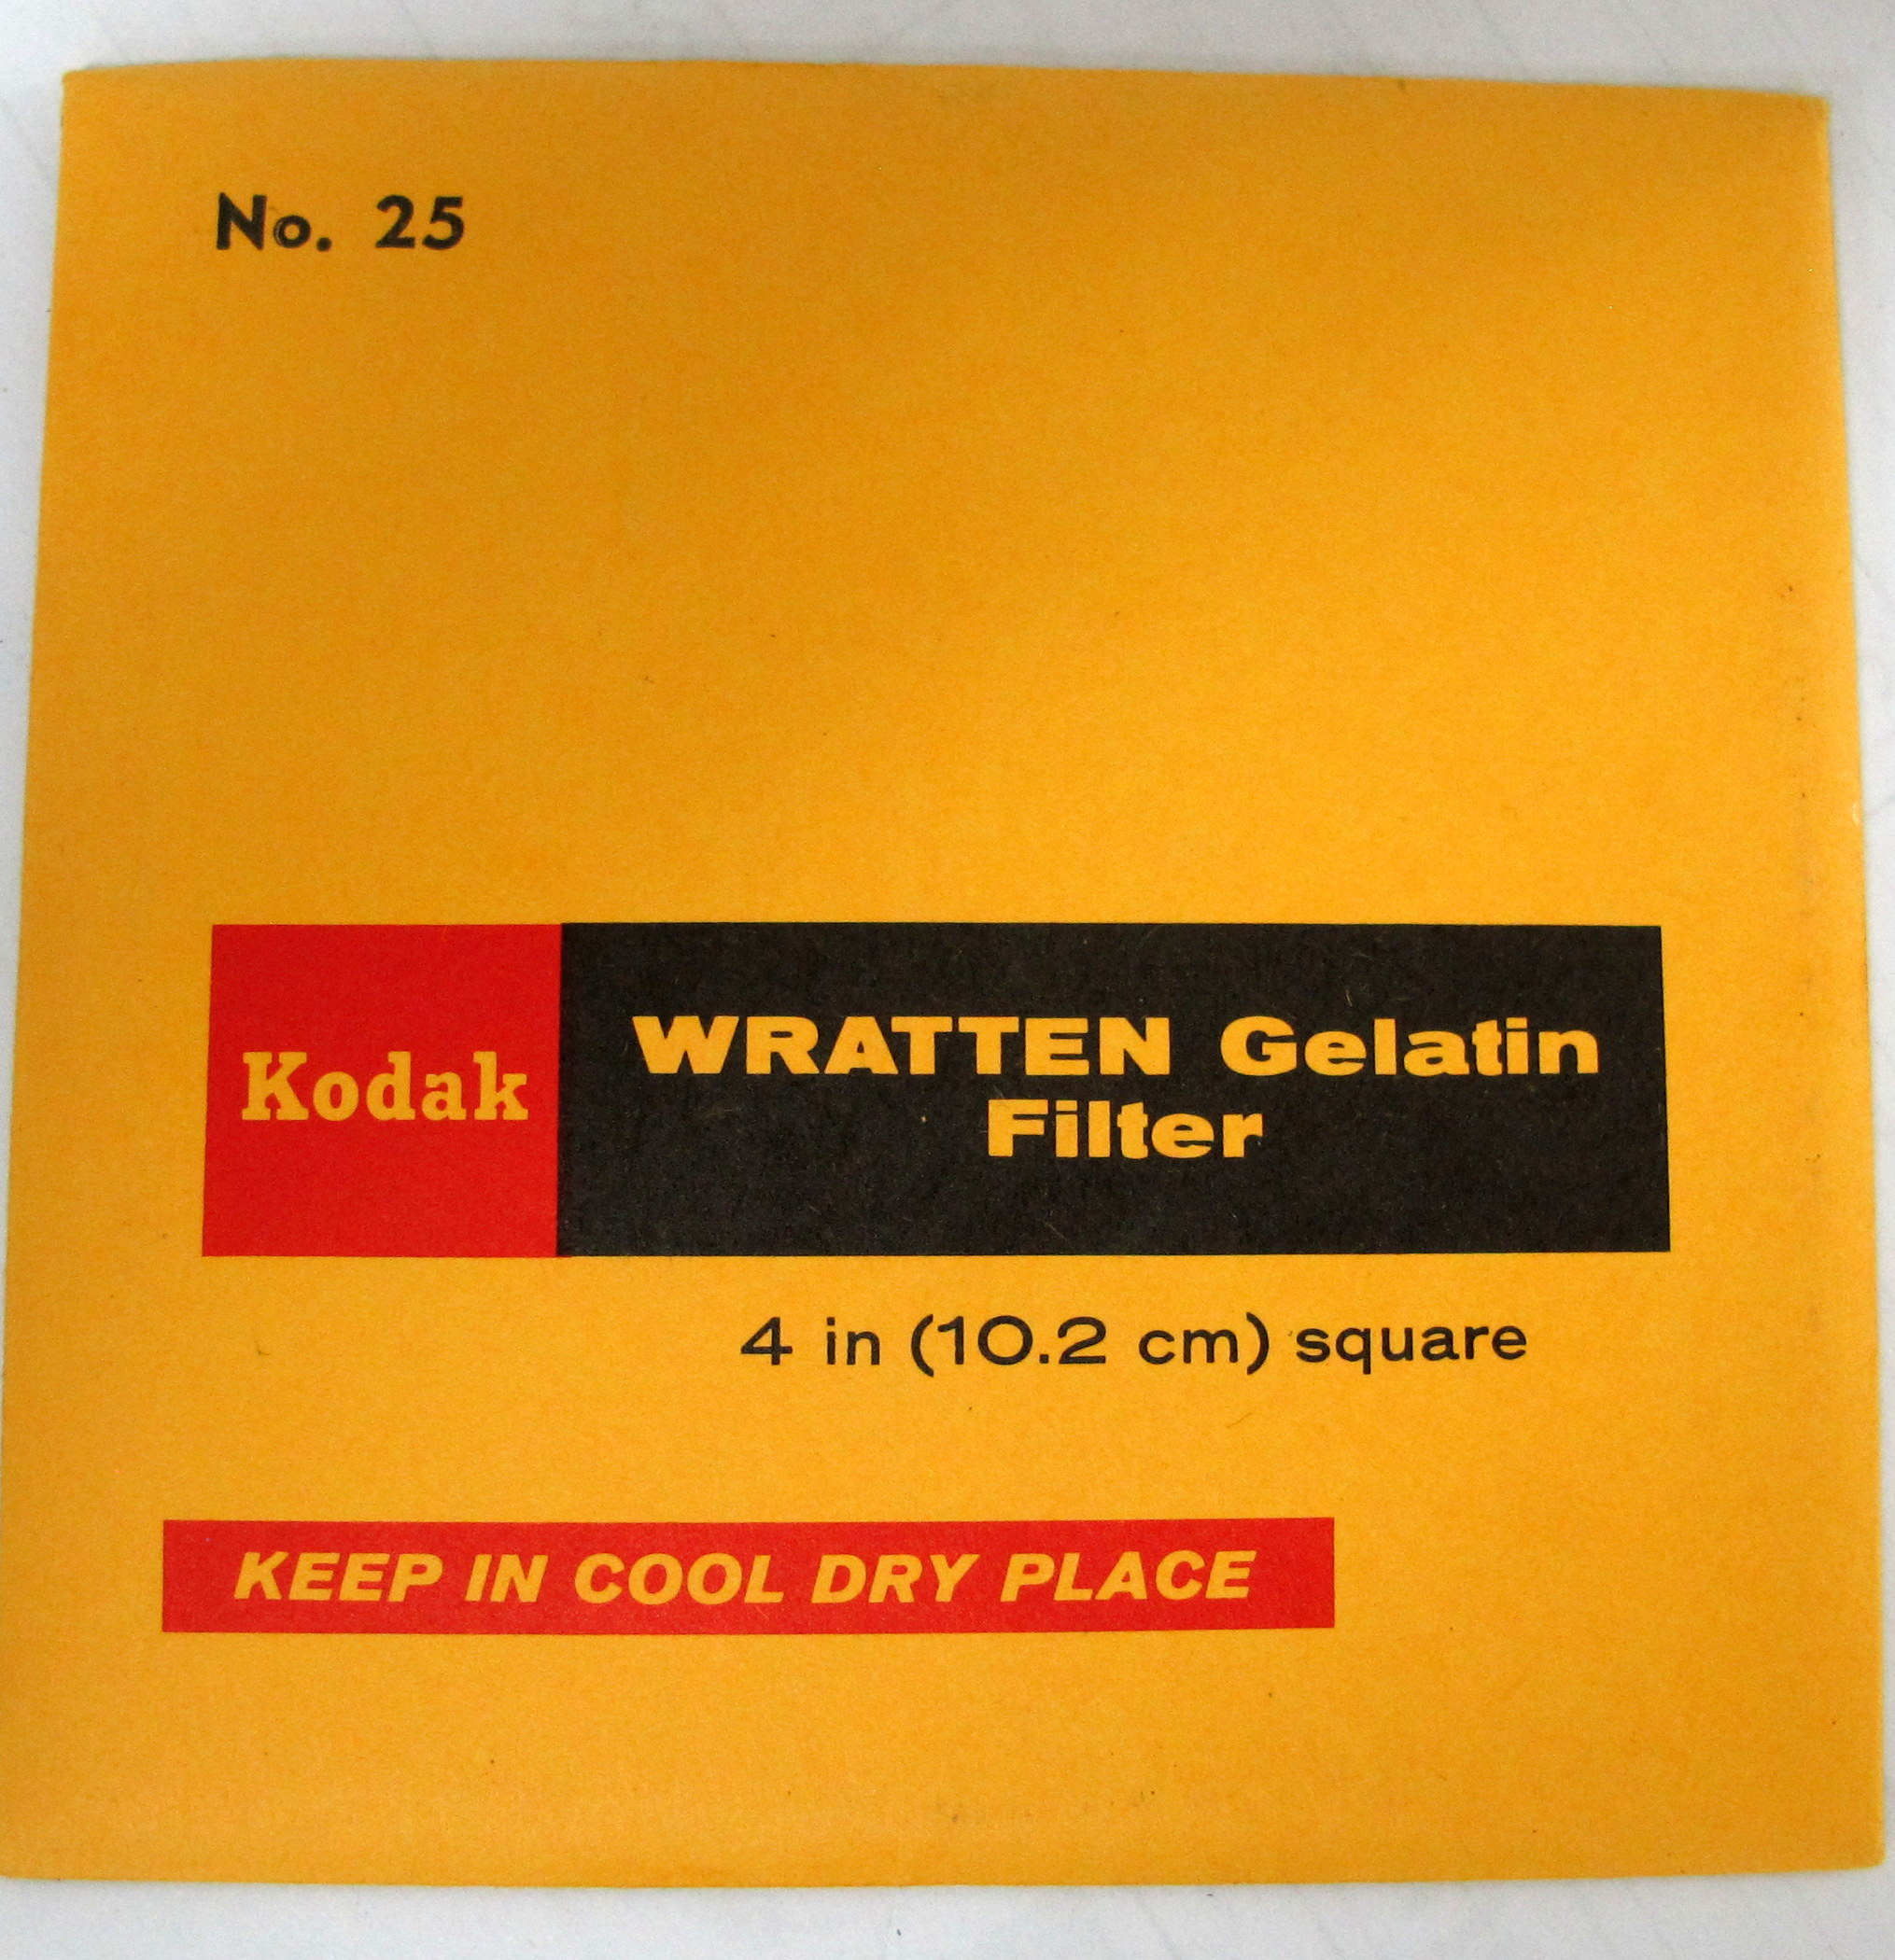 No. 25
Kodak
WRATTEN Gelatin
Filter
4 in (10.2 cm) square
KEEP IN COOL DRY PLACE